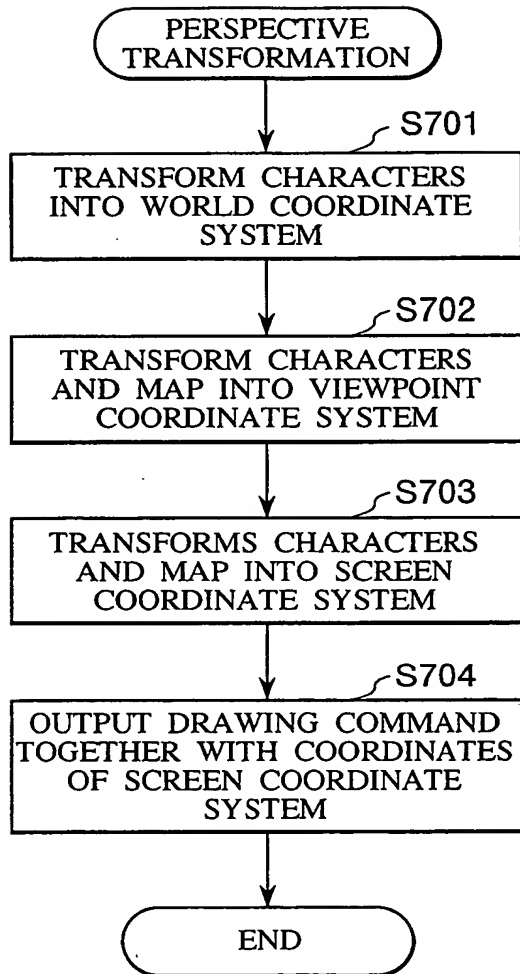 PERSPECTIVE
TRANSFORMATION
S701
TRANSFORM CHARACTERS
INTO WORLD COORDINATE
SYSTEM
S702
TRANSFORM CHARACTERS
AND MAP INTO VIEWPOINT
COORDINATE SYSTEM
S703
TRANSFORMS CHARACTERS
AND MAP INTO SCREEN
COORDINATE SYSTEM
S704
OUTPUT DRAWING COMMAND
TOGETHER WITH COORDINATES
OF SCREEN COORDINATE
SYSTEM
END